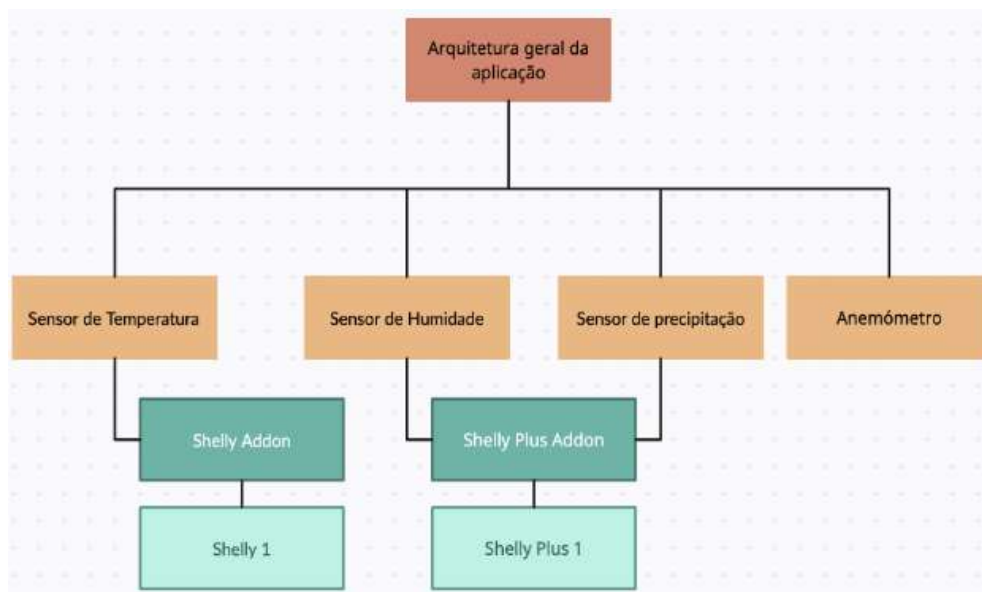 Arquitetura geral da
aplicação
Sensor de Temperatura
Sensor de Humidade
Sensor de precipitação
Anemómetro
Shelly Addon
Shelly Plus Addon
Shelly 1
Shelly Plus 1